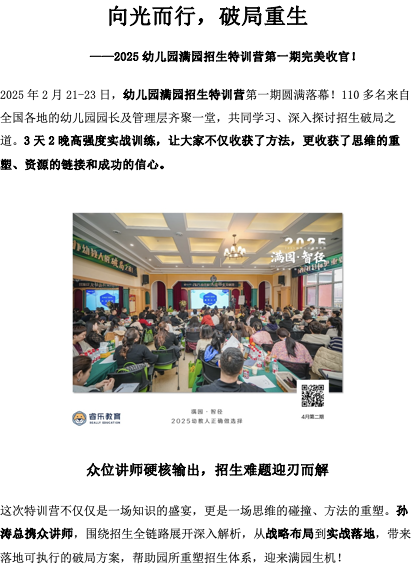 向光而行，破局重生
——2025 幼儿园满园招生特训营第一期完美收官！
2025 年 2 月 21-23 日，幼儿园满园招生特训营第一期圆满落幕！110 多名来自
全国各地的幼儿园园长及管理层齐聚一堂，共同学习、深入探讨招生破局之
道。3 天 2 晚高强度实战训练，让大家不仅收获了方法，更收获了思维的重
塑、资源的链接和成功的信心。
2025
满园·智径
睿乐教育
REALLY EDUCATION
满园 · 智径
2025幼教人正确做选择
4月第二期
众位讲师硬核输出，招生难题迎刃而解
这次特训营不仅仅是一场知识的盛宴，更是一场思维的碰撞、方法的重塑。孙
涛总携众讲师，围绕招生全链路展开深入解析，从战略布局到实战落地，带来
落地可执行的破局方案，帮助园所重塑招生体系，迎来满园生机！